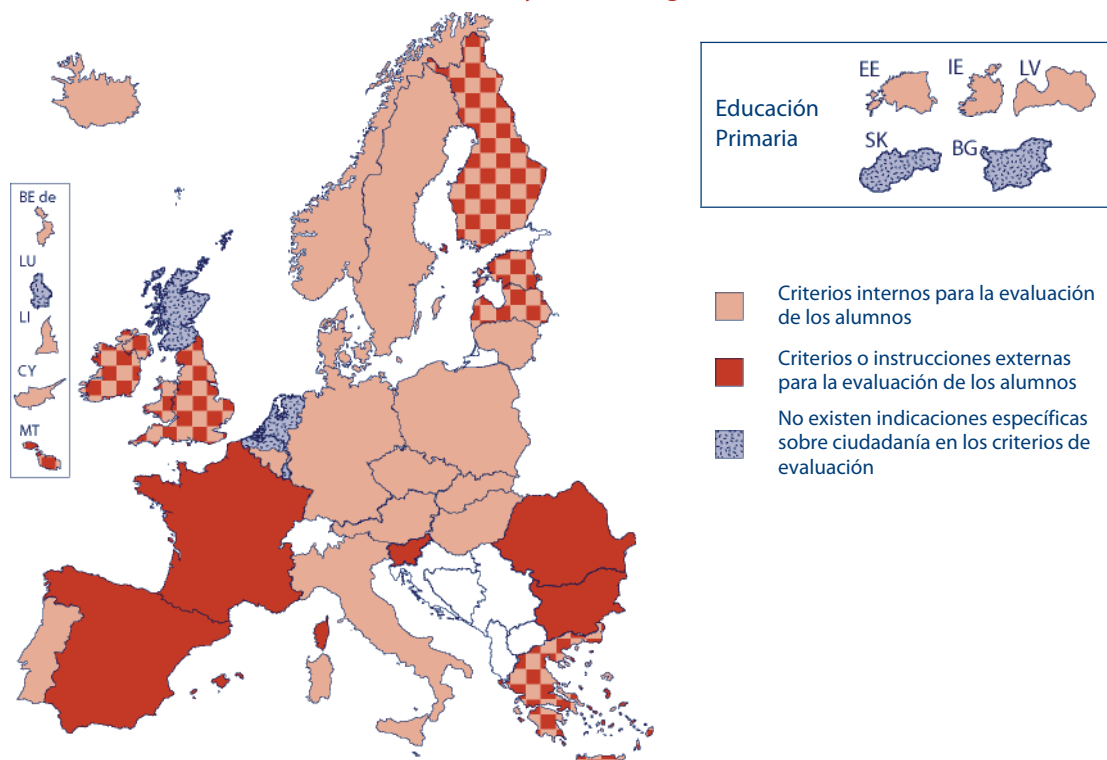 EE
IE
LV
Educación
Primaria
SK
BG
BE de
LU
LI
CY
MT
Criterios internos para la evaluación
de los alumnos
Criterios o instrucciones externas
para la evaluación de los alumnos
No existen indicaciones específicas
sobre ciudadanía en los criterios de
evaluación